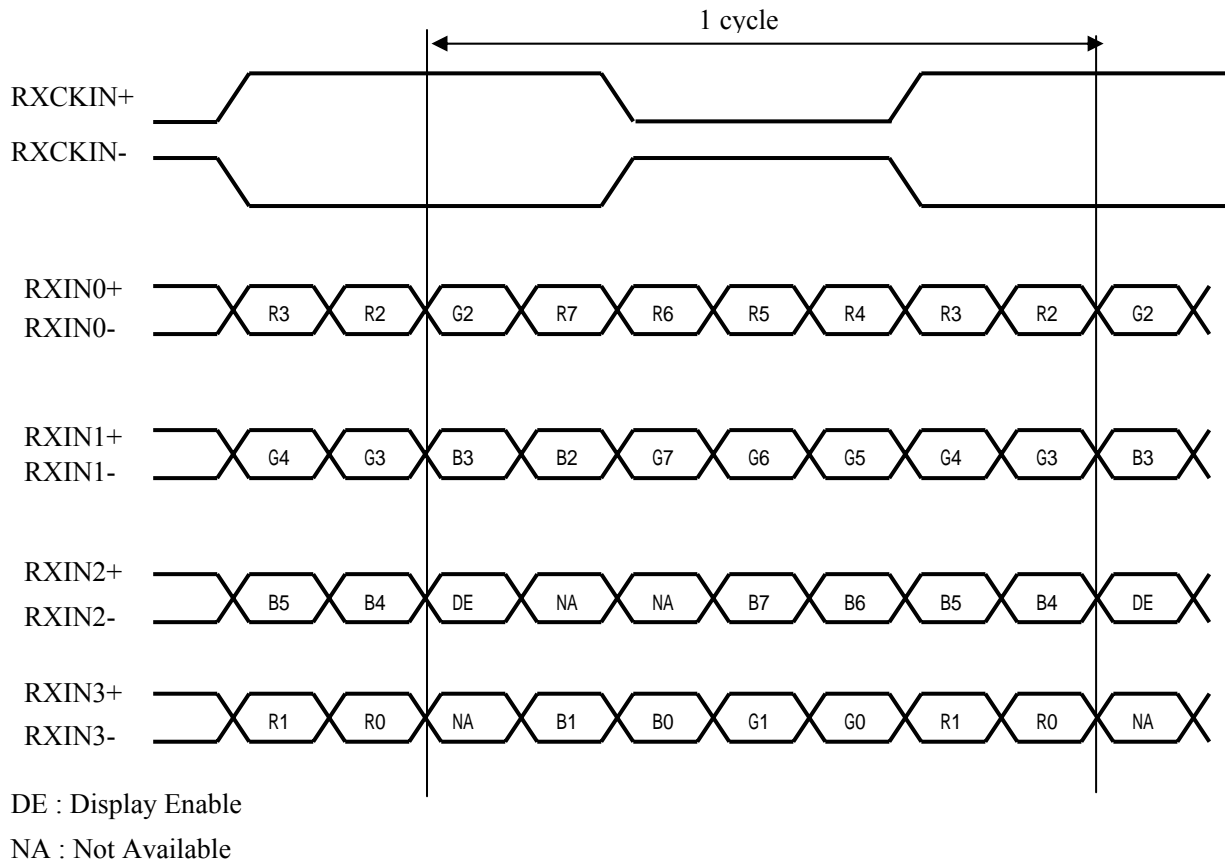 1 cycle
RXCKIN+
RXCKIN-
RXIN0+
R3 R2 G2 R7 R6 R5 R4 R3 R2 G2
RXIN0-
RXIN1+
G4 G3 B3 B2 G7 G6 G5 G4 G3 B3
RXIN1-
RXIN2+
B5 B4 DE NA NA B7 B6 B5 B4 DE
RXIN2-
RXIN3+
R1 R0 NA B1 B0 G1 G0 R1 R0 NA
RXIN3-
DE : Display Enable
NA : Not Available